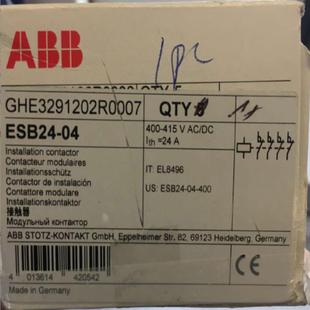 ABB
1pc
GHE3291202R0007
QTY
ESB24-04
400-415 V AC/DC
Ith =24 A
Installation contactor
Contacteur modulaires
Installationsschütz
Contactor de instalación
Contattore modulare
Installationskontaktor
接触器
Модульный контактор
IT: EL8496
US: ESB24-04-400
ABB STOTZ-KONTAKT GmbH, Eppelheimer Str. 82, 69123 Heidelberg, Germany
4 013614 420542
CE
Made in Germany